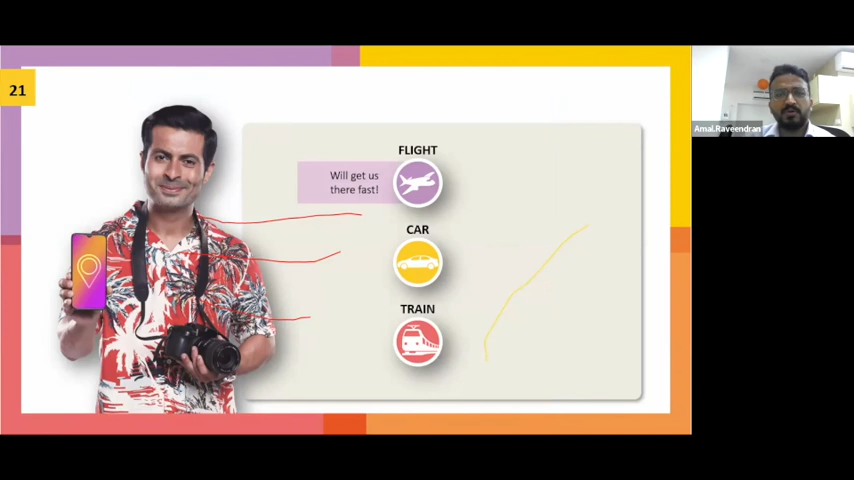 21
FLIGHT
Will get us
there fast!
CAR
TRAIN
Amal.Raveendran